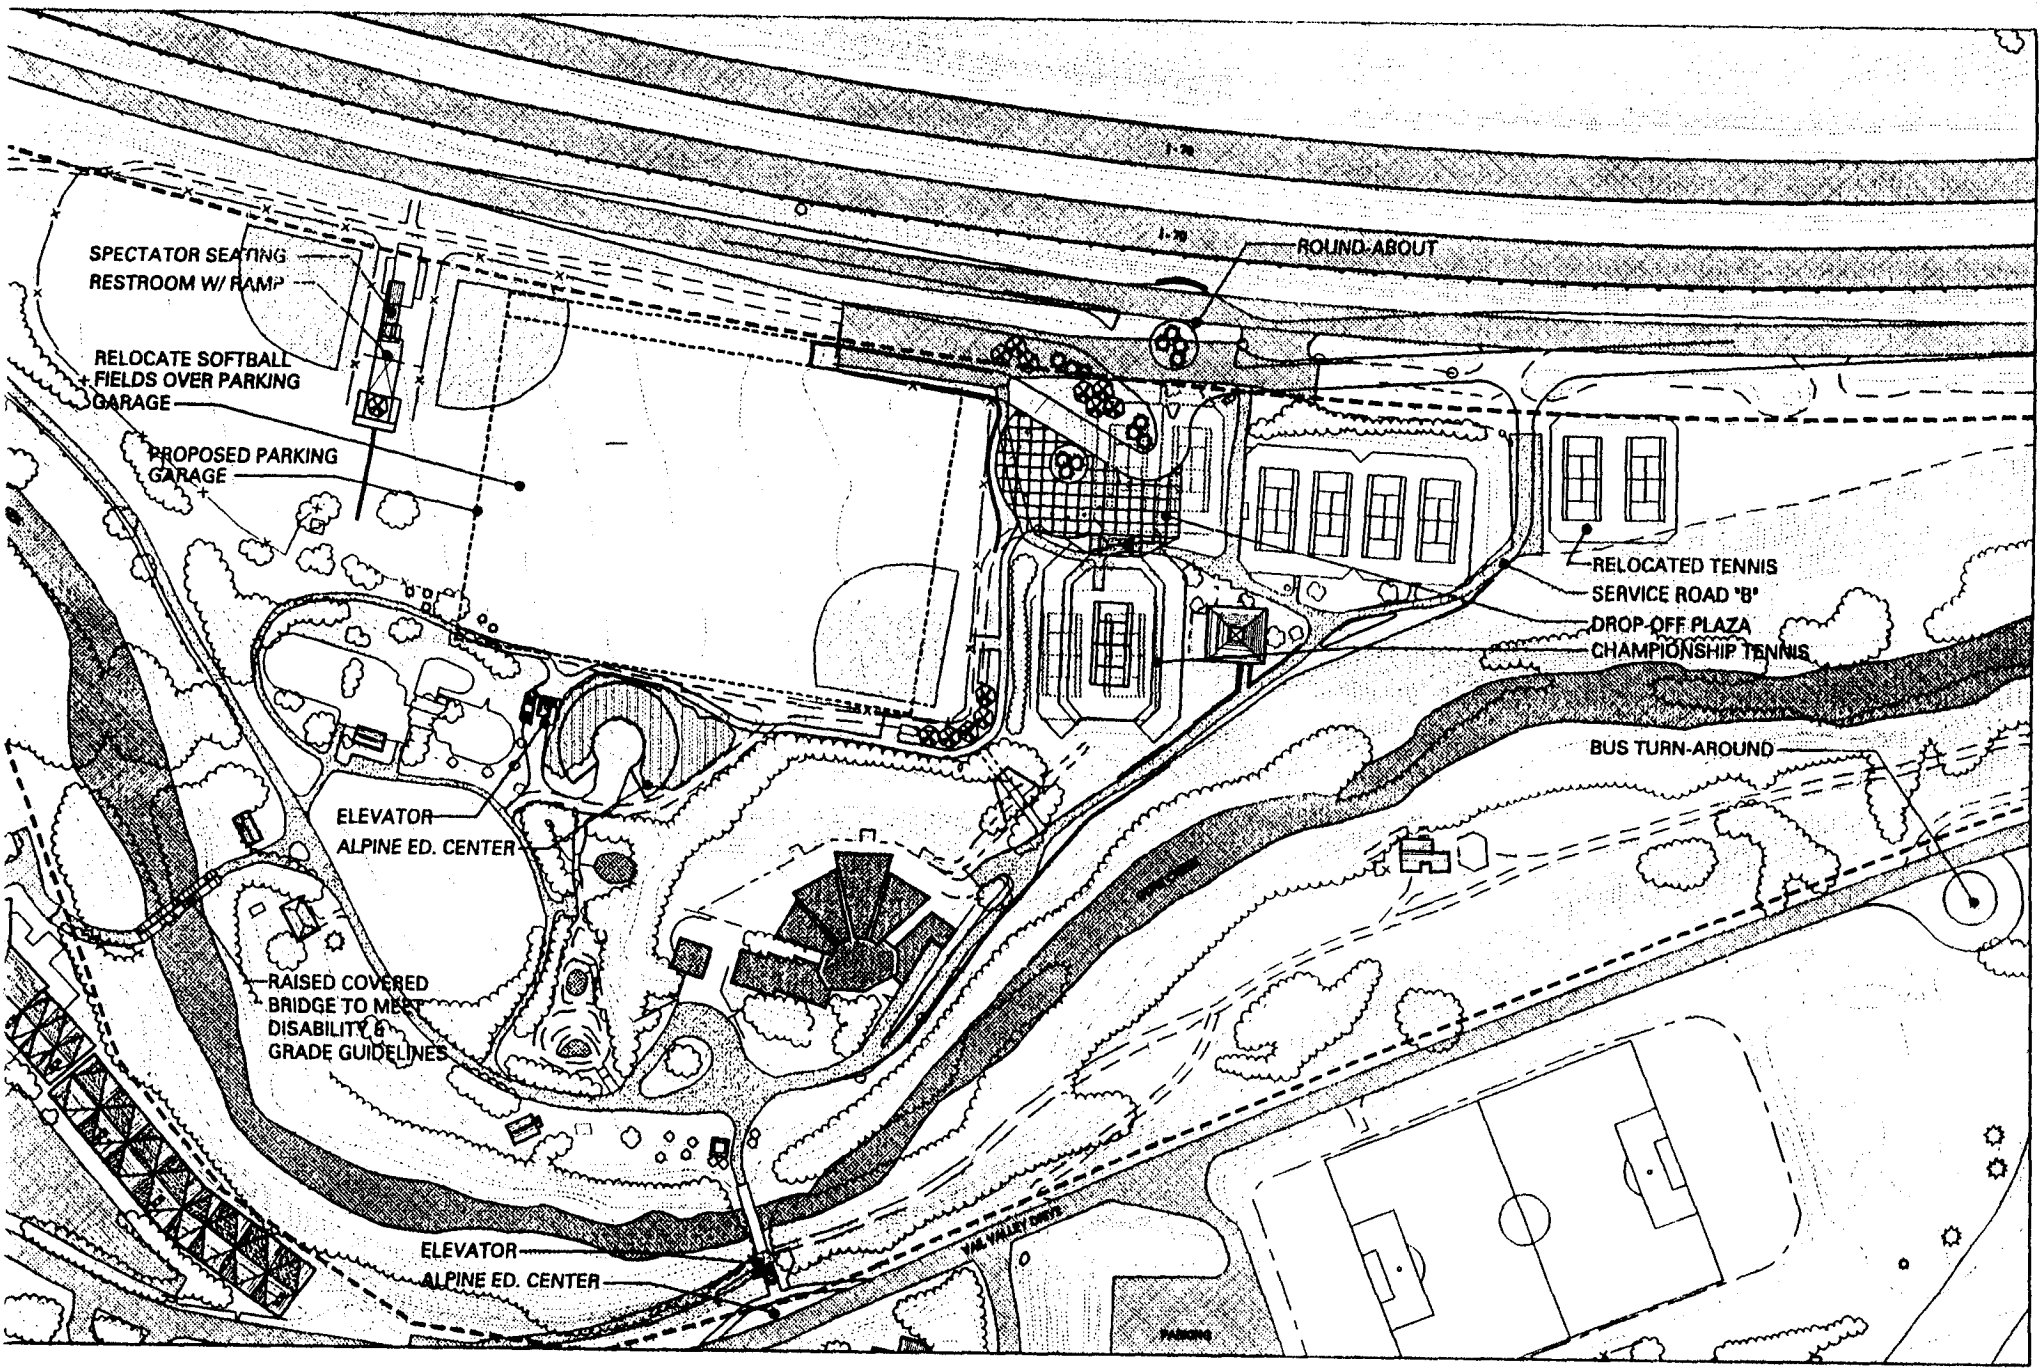 I-70
I-70
ROUND-ABOUT
SPECTATOR SEATING
RESTROOM W/ RAMP
RELOCATE SOFTBALL
FIELDS OVER PARKING
GARAGE
PROPOSED PARKING
GARAGE
RELOCATED TENNIS
SERVICE ROAD "B"
DROP-OFF PLAZA
CHAMPIONSHIP TENNIS
BUS TURN-AROUND
ELEVATOR
ALPINE ED. CENTER
RAISED COVERED
BRIDGE TO MEET
DISABILITY &
GRADE GUIDELINES
VAIL VALLEY DRIVE
ELEVATOR
ALPINE ED. CENTER
PARKING